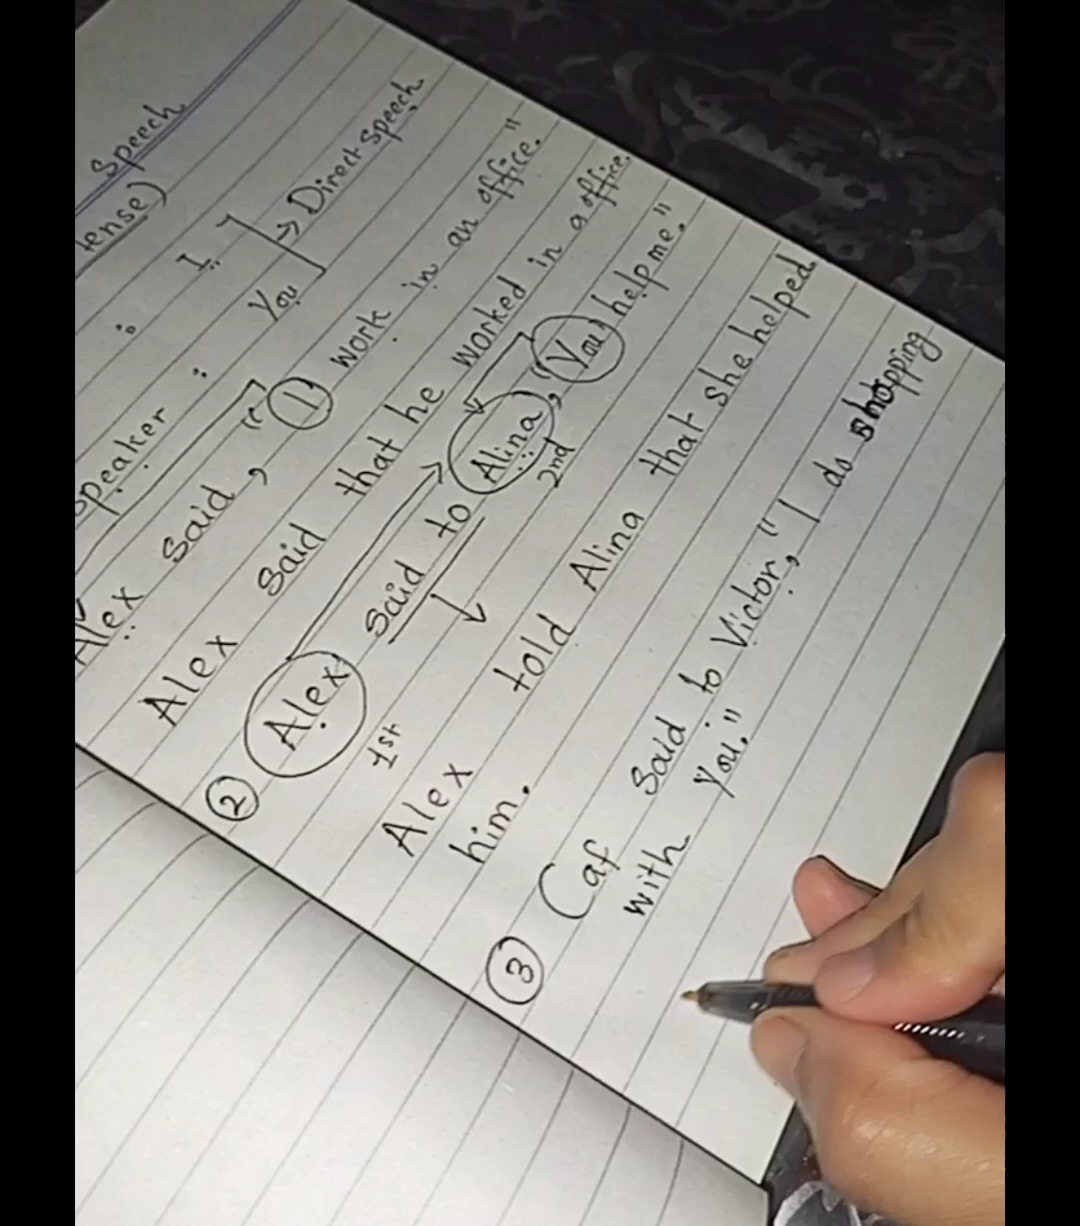 Speech
tense)
: I
Speaker : You → Direct speech
Alex said, "I work in an office."
Alex said that he worked in a office.
② Alex said to Alina, "You help me."
1st 2nd
Alex told Alina that she helped
him.
③ Caf said to Victor, "I do shopping
with you."